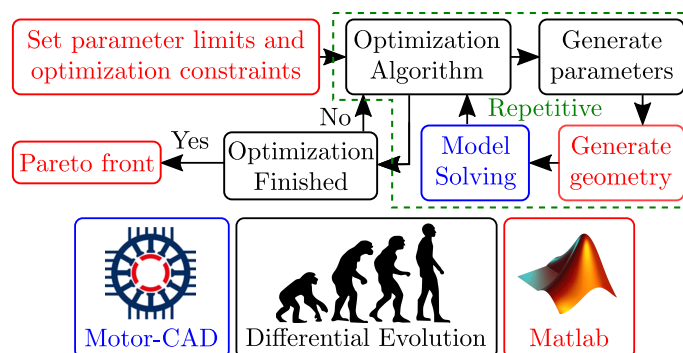 Set parameter limits and
optimization constraints
Optimization
Algorithm
Generate
parameters
Repetitive
No
Yes
Pareto front
Optimization
Finished
Model
Solving
Generate
geometry
Motor-CAD
Differential Evolution
Matlab